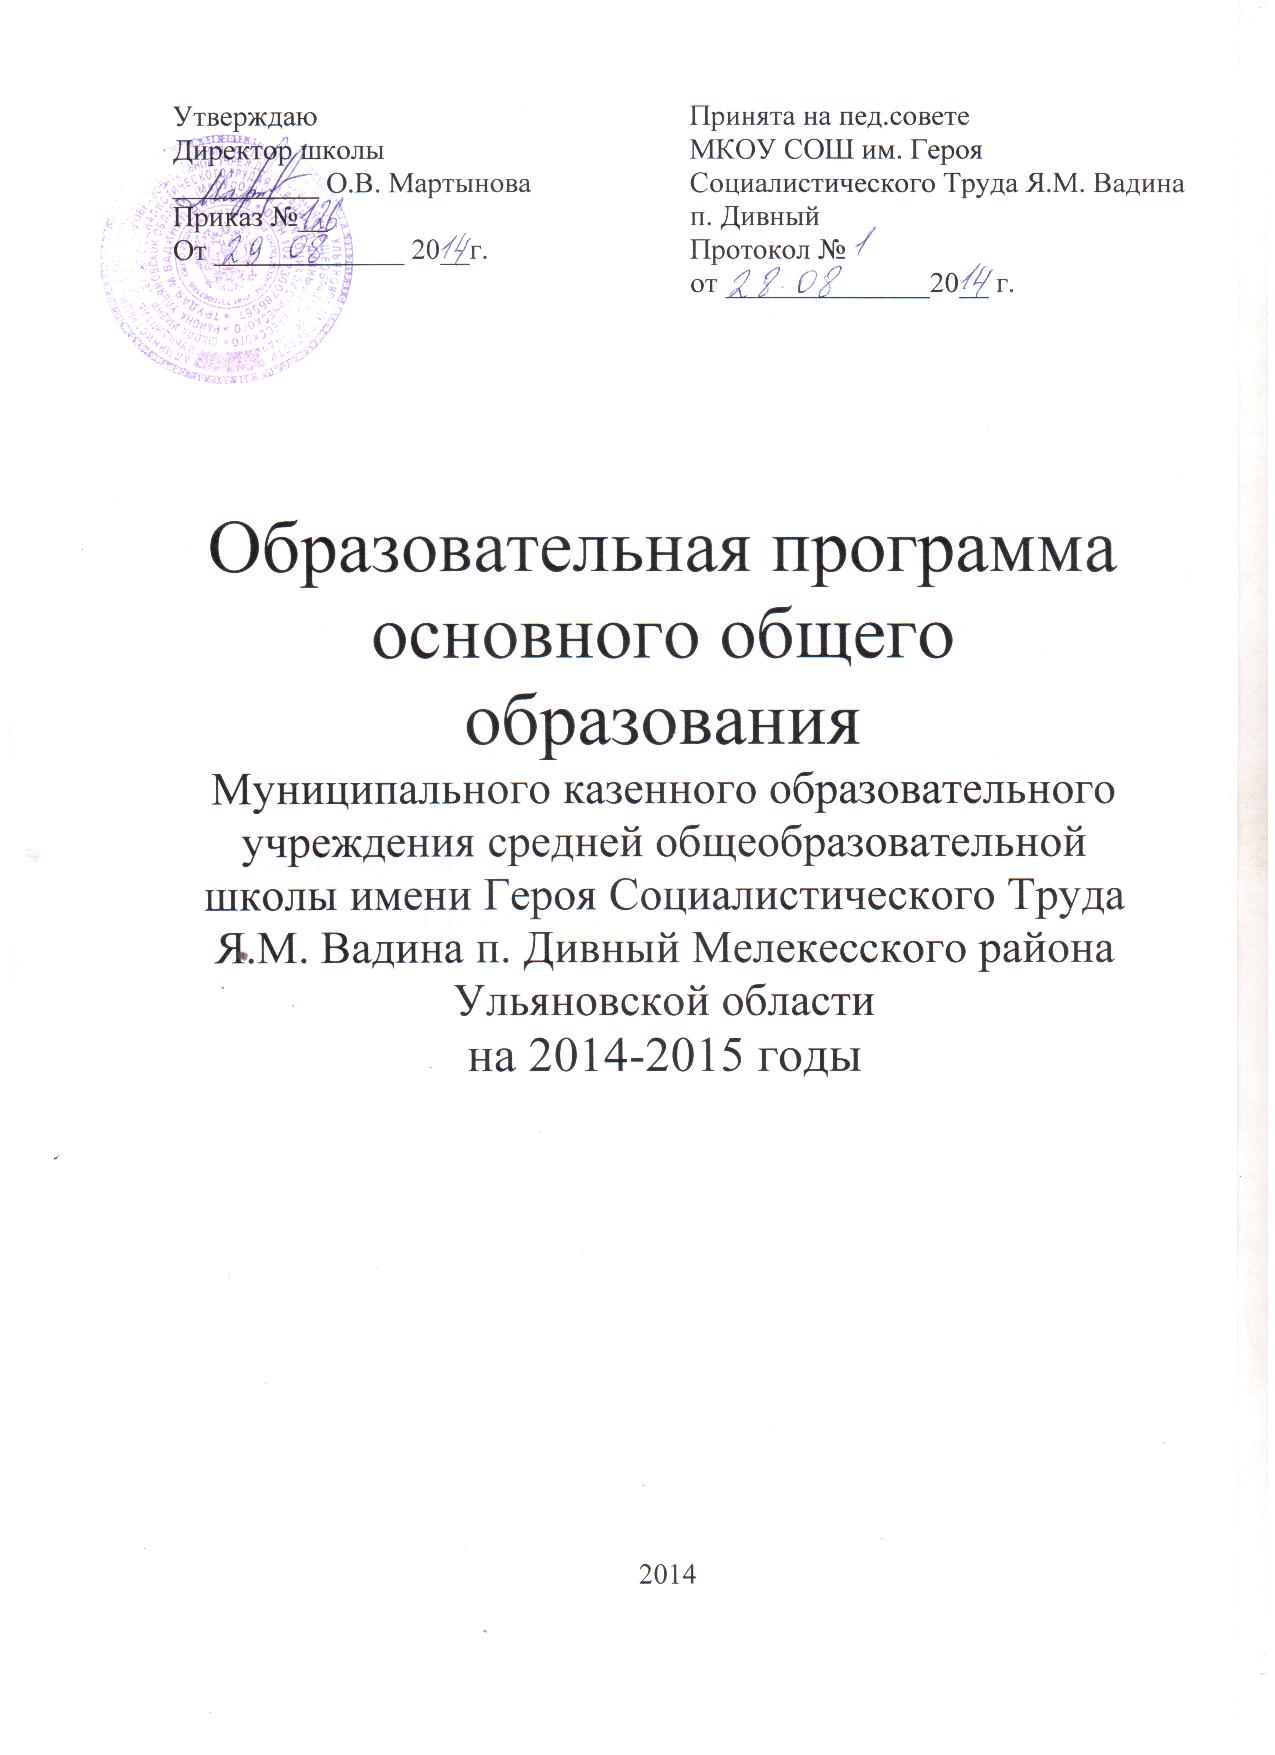 Утверждаю
Директор школы
__________ О.В. Мартынова
Приказ №126
От 29.08 2014г.
Принята на пед.совете
МКОУ СОШ им. Героя
Социалистического Труда Я.М. Вадина
п. Дивный
Протокол № 1
от 28.08 2014 г.
Образовательная программа
основного общего
образования
Муниципального казенного образовательного
учреждения средней общеобразовательной
школы имени Героя Социалистического Труда
Я.М. Вадина п. Дивный Мелекесского района
Ульяновской области
на 2014-2015 годы
2014